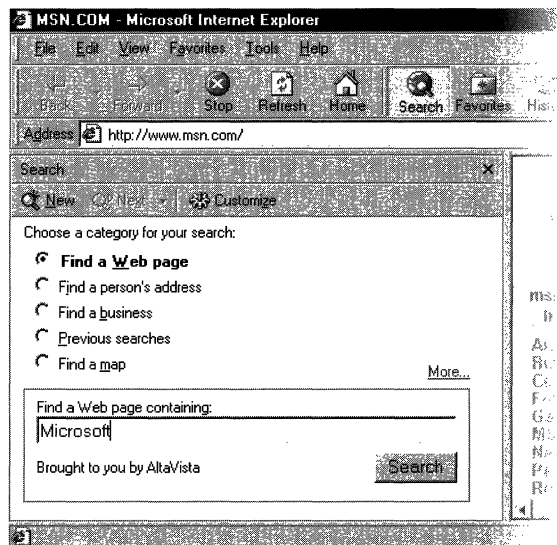 MSN.COM - Microsoft Internet Explorer
File Edit View Favorites Tools Help
Back Forward Stop Refresh Home Search Favorites
Address http://www.msn.com/
Search
New Next Customize
Choose a category for your search:
Find a Web page
Find a person's address
Find a business
Previous searches
Find a map
More...
Find a Web page containing:
Microsoft
Brought to you by AltaVista Search